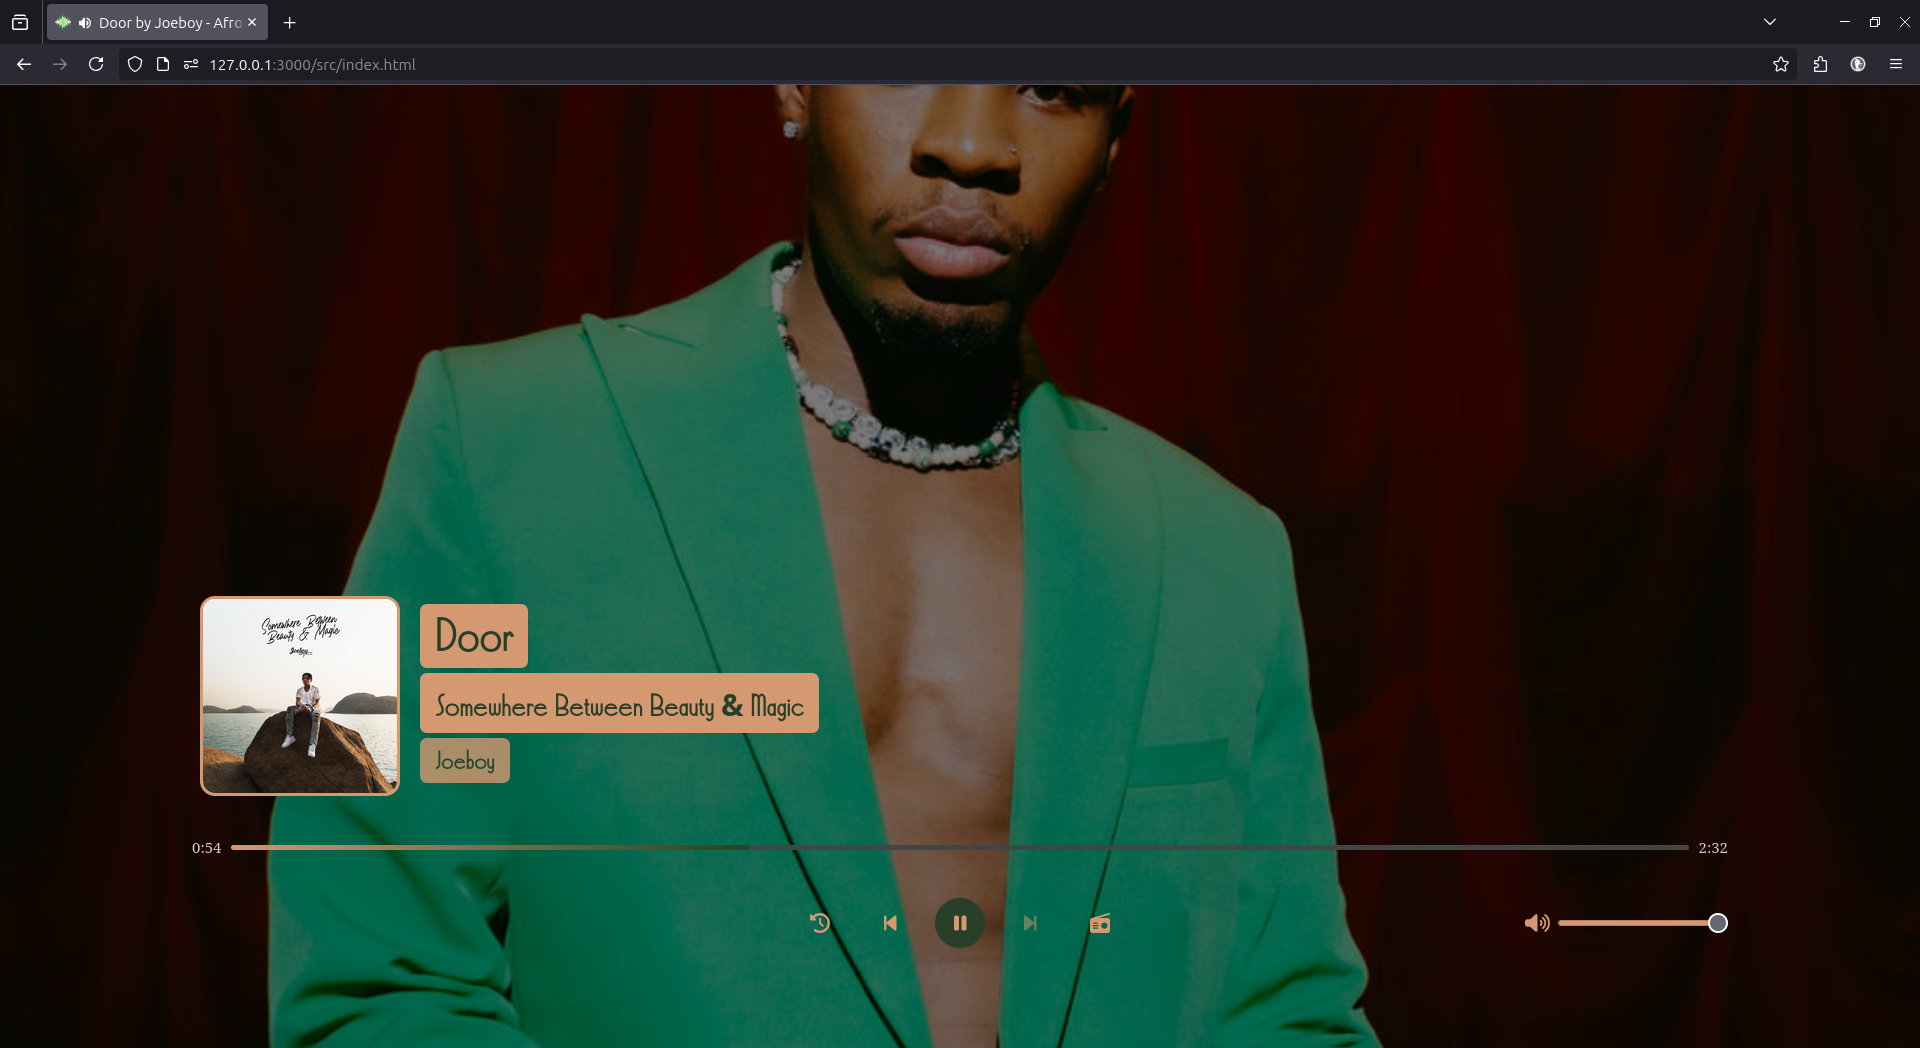 Door by Joeboy - Afro
127.0.0.1:3000/src/index.html
Somewhere Between
Beauty & Magic
Joeboy
Door
Somewhere Between Beauty & Magic
Joeboy
0:54
2:32